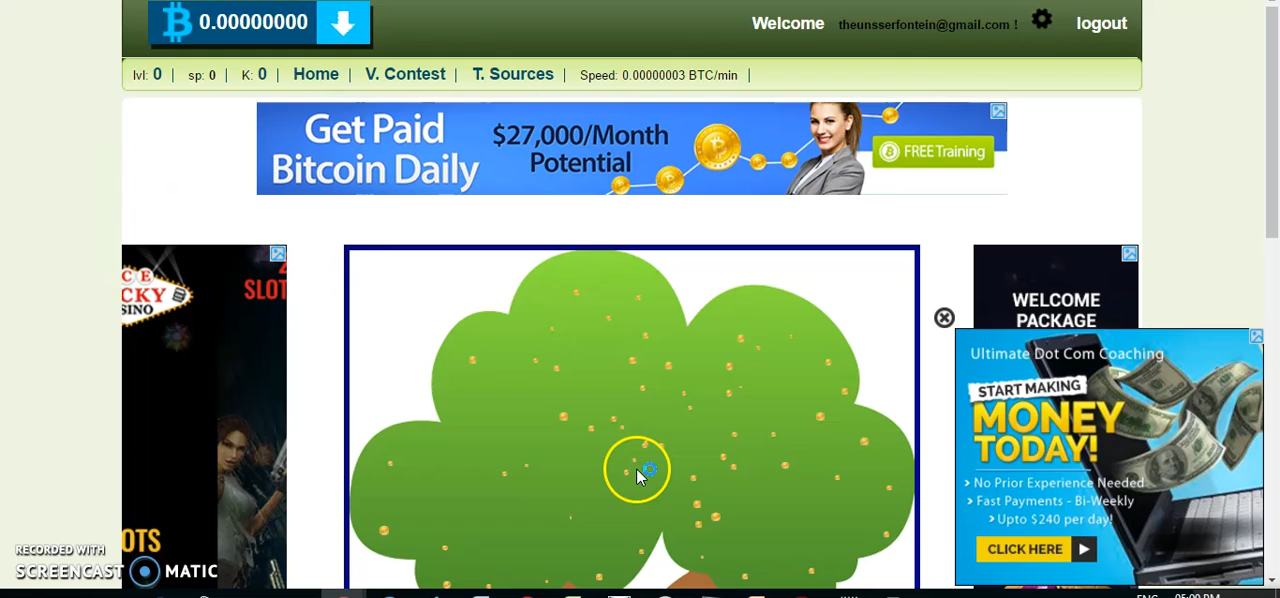 0.00000000
Welcome theunsserfontein@gmail.com ! logout
lvl: 0 | sp: 0 | K: 0 | Home | V. Contest | T. Sources | Speed: 0.00000003 BTC/min |
Get Paid
Bitcoin Daily
$27,000/Month
Potential
FREE Training
CE
CKY
SINO
SLOT
OTS
WELCOME
PACKAGE
Ultimate Dot Com Coaching
START MAKING
MONEY
TODAY!
> No Prior Experience Needed
> Fast Payments - Bi-Weekly
> Upto $240 per day!
CLICK HERE
RECORDED WITH
SCREENCAST MATIC